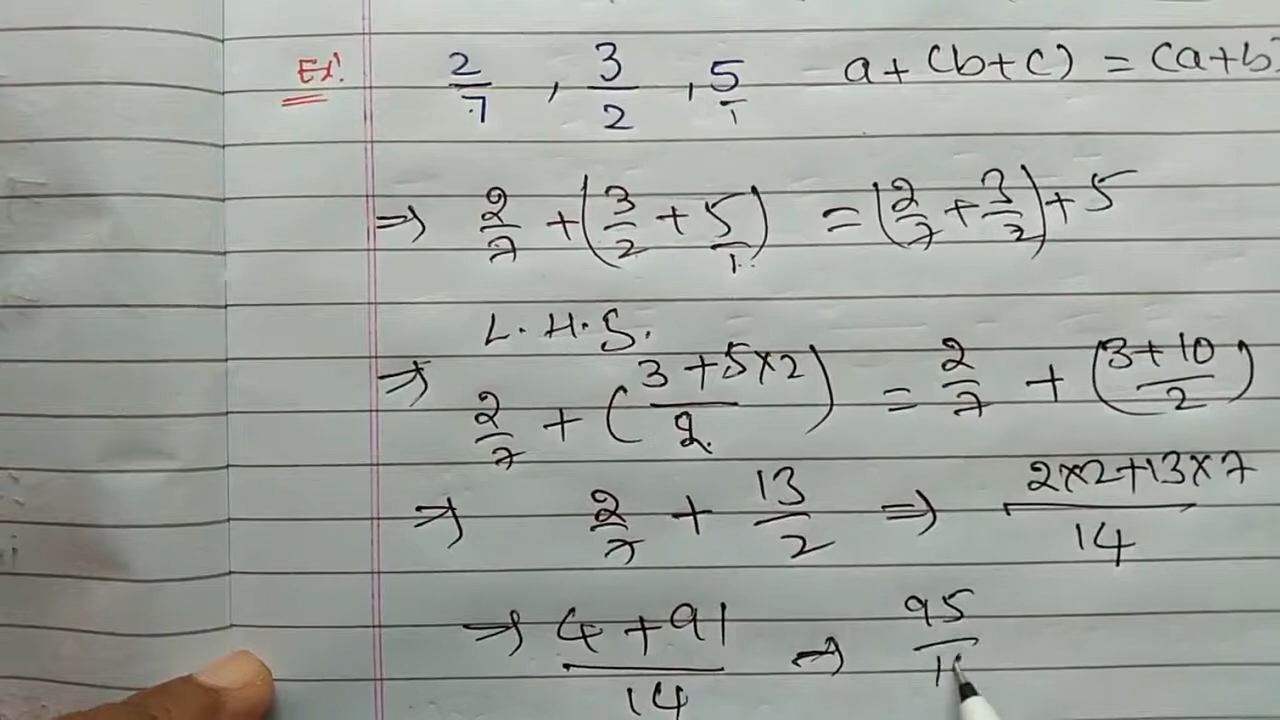 Ex! 2/7 , 3/2 , 5/1 a+(b+c) = (a+b)
⇒ 2/7 + (3/2 + 5/1) = (2/7 + 3/2) + 5
L.H.S.
⇒ 2/7 + (3+5×2/2) = 2/7 + (3+10/2)
⇒ 2/7 + 13/2 ⇒ 2×2+13×7/14
⇒ 4+91/14 ⇒ 95/1